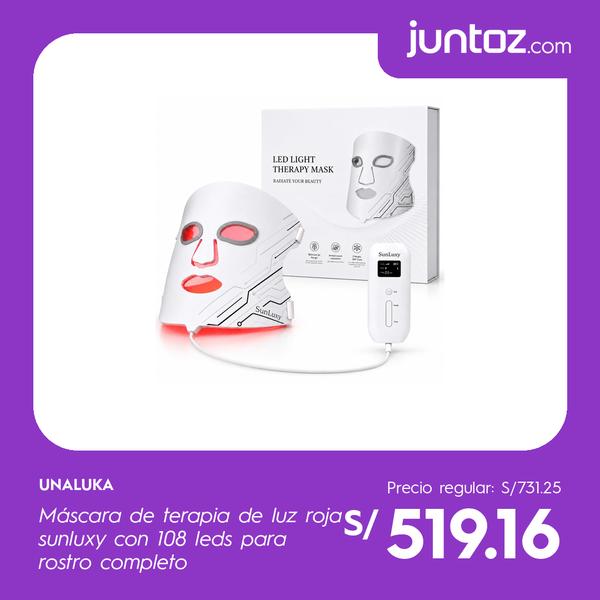 juntoz.com
LED LIGHT
THERAPY MASK
RADIATE YOUR BEAUTY
SunLuxy
SunLuxy
UNALUKA
Precio regular: S/731.25
Máscara de terapia de luz roja
sunluxy con 108 leds para
rostro completo
S/ 519.16